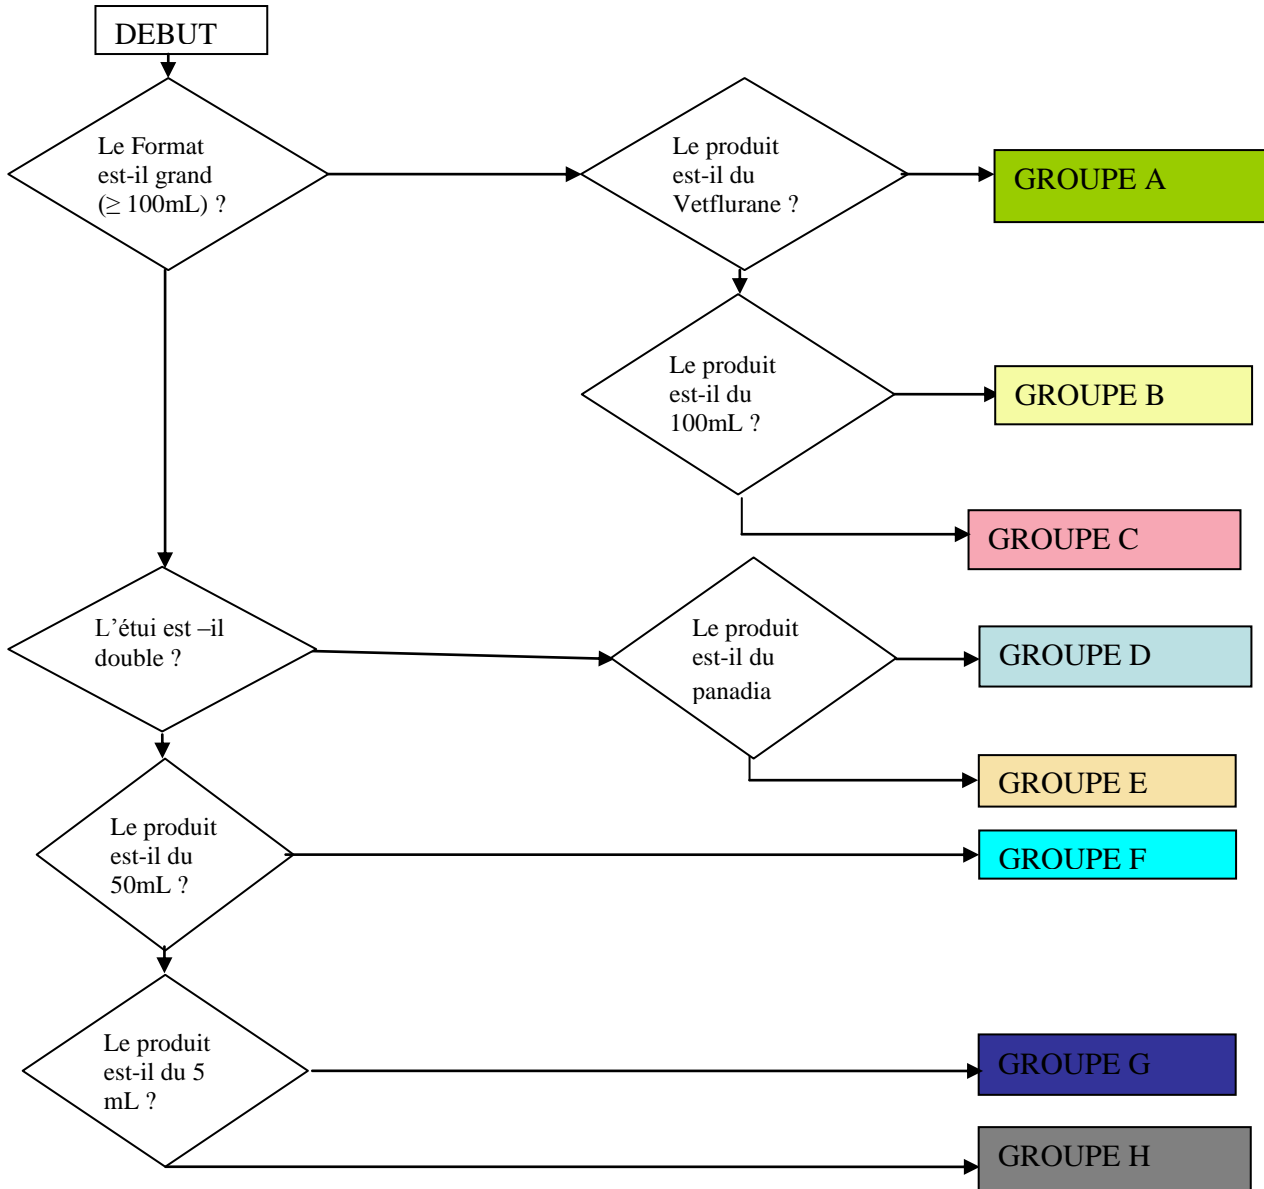 DEBUT
Le Format
est-il grand
(≥ 100mL) ?
Le produit
est-il du
Vetflurane ?
GROUPE A
Le produit
est-il du
100mL ?
GROUPE B
GROUPE C
L’étui est –il
double ?
Le produit
est-il du
panadia
GROUPE D
GROUPE E
Le produit
est-il du
50mL ?
GROUPE F
Le produit
est-il du 5
mL ?
GROUPE G
GROUPE H